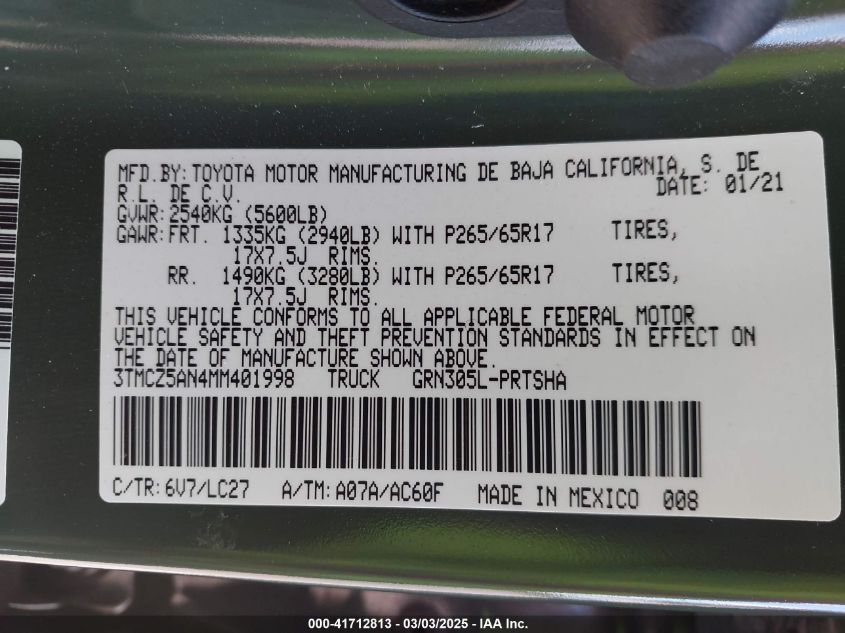 MFD.BY: TOYOTA MOTOR MANUFACTURING DE BAJA CALIFORNIA, S. DE
R.L. DE C.V. DATE: 01/21
GVWR: 2540KG (5600LB)
GAWR: FRT. 1335KG (2940LB) WITH P265/65R17 TIRES,
17X7.5J RIMS.
RR. 1490KG (3280LB) WITH P265/65R17 TIRES,
17X7.5J RIMS.
THIS VEHICLE CONFORMS TO ALL APPLICABLE FEDERAL MOTOR
VEHICLE SAFETY AND THEFT PREVENTION STANDARDS IN EFFECT ON
THE DATE OF MANUFACTURE SHOWN ABOVE.
3TMCZ5AN4MM401998 TRUCK GRN305L-PRTSHA
C/TR: 6V7/LC27 A/TM: A07A/AC60F MADE IN MEXICO 008
000-41712813 - 03/03/2025 - IAA Inc.